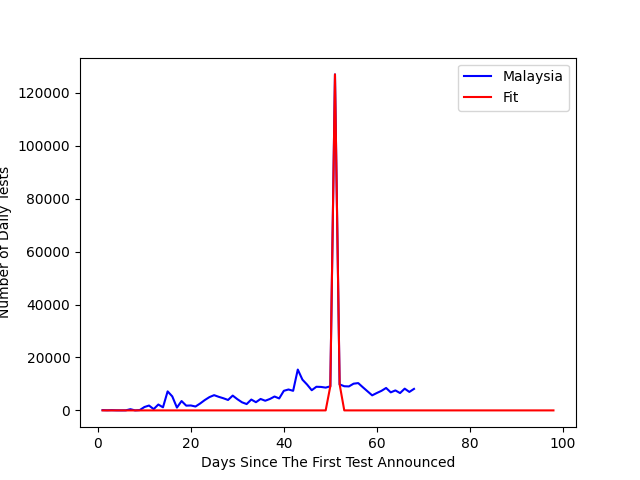 Malaysia
Fit
Number of Daily Tests
120000
100000
80000
60000
40000
20000
0
0 20 40 60 80 100
Days Since The First Test Announced